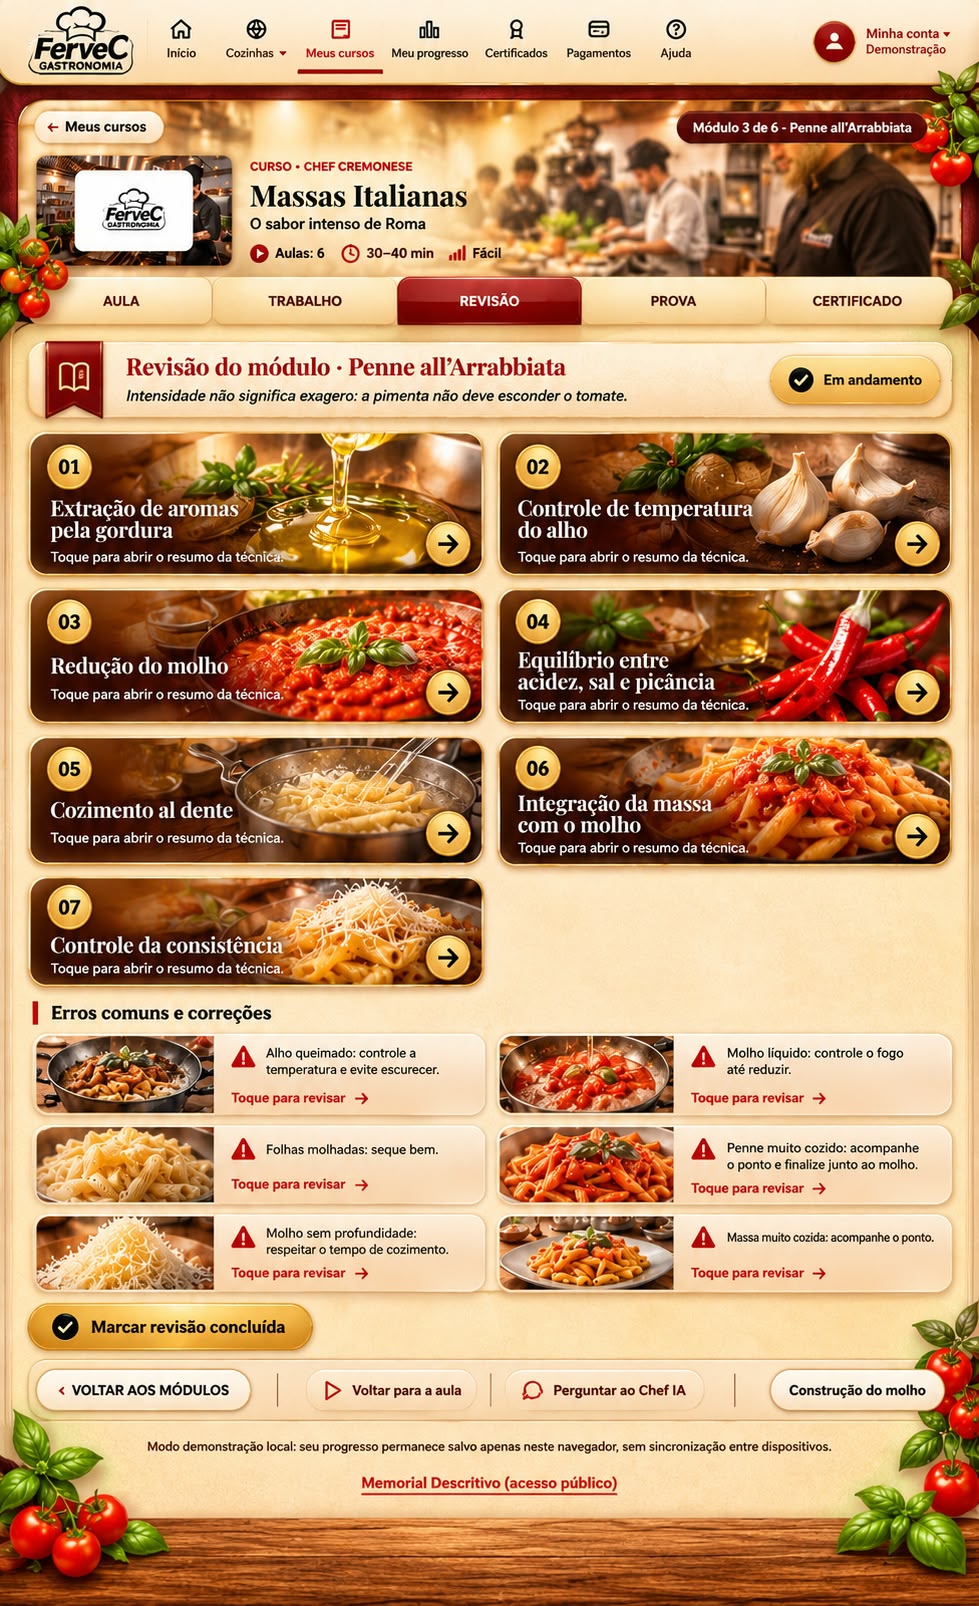 FerveC
GASTRONOMIA
Início
Cozinhas
Meus cursos
Meu progresso
Certificados
Pagamentos
Ajuda
Minha conta
Demonstração
← Meus cursos
Módulo 3 de 6 - Penne all'Arrabbiata
FerveC
GASTRONOMIA
CURSO • CHEF CREMONESE
Massas Italianas
O sabor intenso de Roma
Aulas: 6
30–40 min
Fácil
AULA
TRABALHO
REVISÃO
PROVA
CERTIFICADO
Revisão do módulo · Penne all’Arrabbiata
Intensidade não significa exagero: a pimenta não deve esconder o tomate.
Em andamento
01
Extração de aromas
pela gordura
Toque para abrir o resumo da técnica.
02
Controle de temperatura
do alho
Toque para abrir o resumo da técnica.
03
Redução do molho
Toque para abrir o resumo da técnica.
04
Equilíbrio entre
acidez, sal e picância
Toque para abrir o resumo da técnica.
05
Cozimento al dente
Toque para abrir o resumo da técnica.
06
Integração da massa
com o molho
Toque para abrir o resumo da técnica.
07
Controle da consistência
Toque para abrir o resumo da técnica.
Erros comuns e correções
Alho queimado: controle a
temperatura e evite escurecer.
Toque para revisar →
Molho líquido: controle o fogo
até reduzir.
Toque para revisar →
Folhas molhadas: seque bem.
Toque para revisar →
Penne muito cozido: acompanhe
o ponto e finalize junto ao molho.
Toque para revisar →
Molho sem profundidade:
respeitar o tempo de cozimento.
Toque para revisar →
Massa muito cozida: acompanhe o ponto.
Toque para revisar →
Marcar revisão concluída
‹ VOLTAR AOS MÓDULOS
Voltar para a aula
Perguntar ao Chef IA
Construção do molho
Modo demonstração local: seu progresso permanece salvo apenas neste navegador, sem sincronização entre dispositivos.
Memorial Descritivo (acesso público)